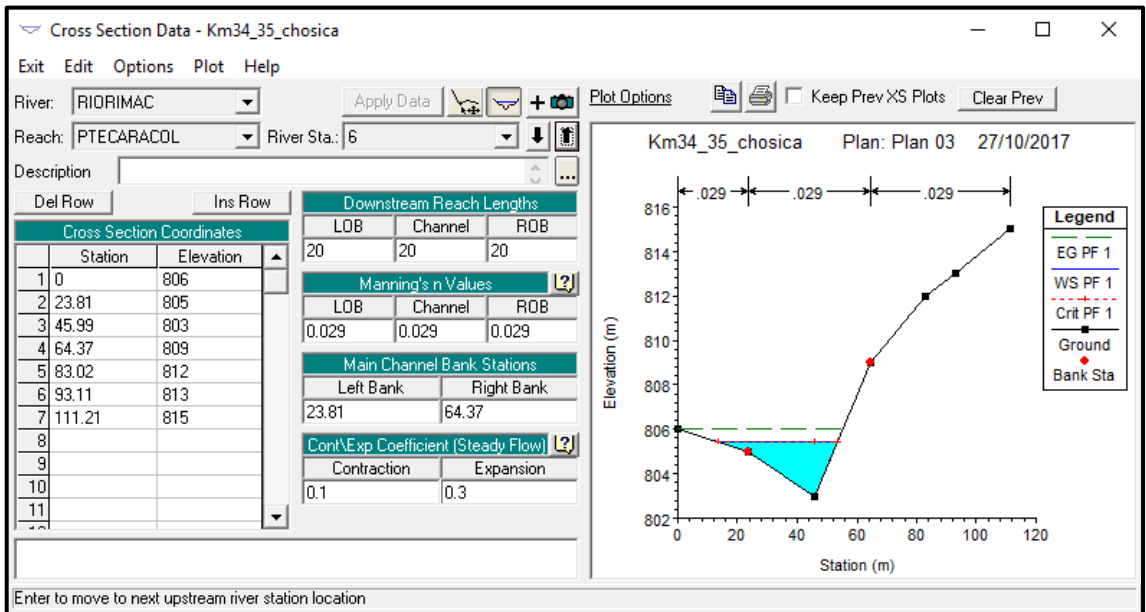 Cross Section Data - Km34_35_chosica
Exit Edit Options Plot Help
River: RIORIMAC
Apply Data
Reach: PTECARACOL River Sta.: 6
Description ...
Del Row Ins Row
Cross Section Coordinates
Station Elevation
1 0 806
2 23.81 805
3 45.99 803
4 64.37 809
5 83.02 812
6 93.11 813
7 111.21 815
8
9
10
11
Downstream Reach Lengths
LOB Channel ROB
20 20 20
Manning's n Values
LOB Channel ROB
0.029 0.029 0.029
Main Channel Bank Stations
Left Bank Right Bank
23.81 64.37
Cont\Exp Coefficient (Steady Flow)
Contraction Expansion
0.1 0.3
Plot Options Keep Prev XS Plots Clear Prev
Km34_35_chosica Plan: Plan 03 27/10/2017
.029 .029 .029
816
814
812
810
808
806
804
802
Elevation (m)
0 20 40 60 80 100 120
Station (m)
Legend
EG PF 1
WS PF 1
Crit PF 1
Ground
Bank Sta
Enter to move to next upstream river station location